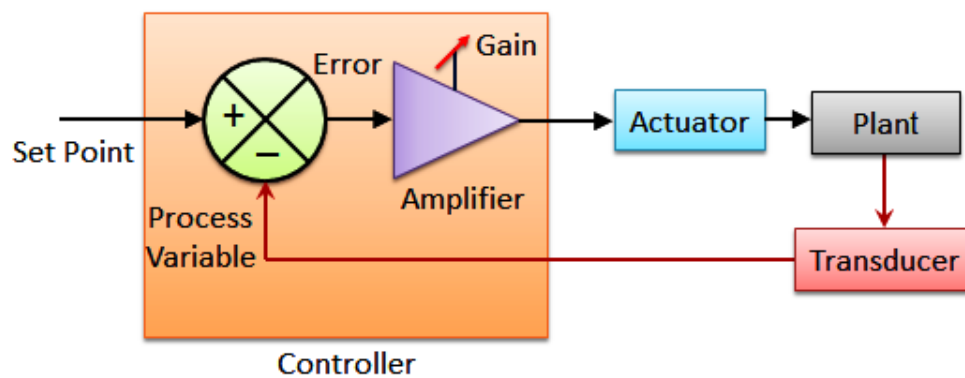 Gain
Error
+
Actuator
Plant
Set Point
−
Amplifier
Process
Variable
Transducer
Controller